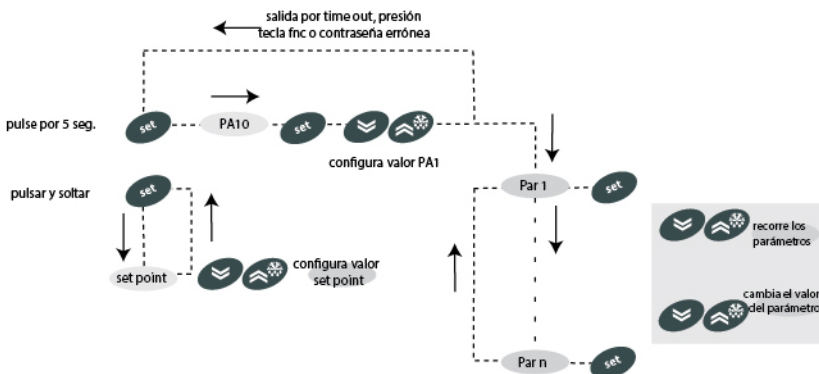 salida por time out, presión
tecla fnc o contraseña errónea
pulse por 5 seg.
set
PA10
set
configura valor PA1
pulsar y soltar
set
Par 1
set
set point
configura valor
set point
recorre los
parámetros
cambia el valor
del parámetro
Par n
set